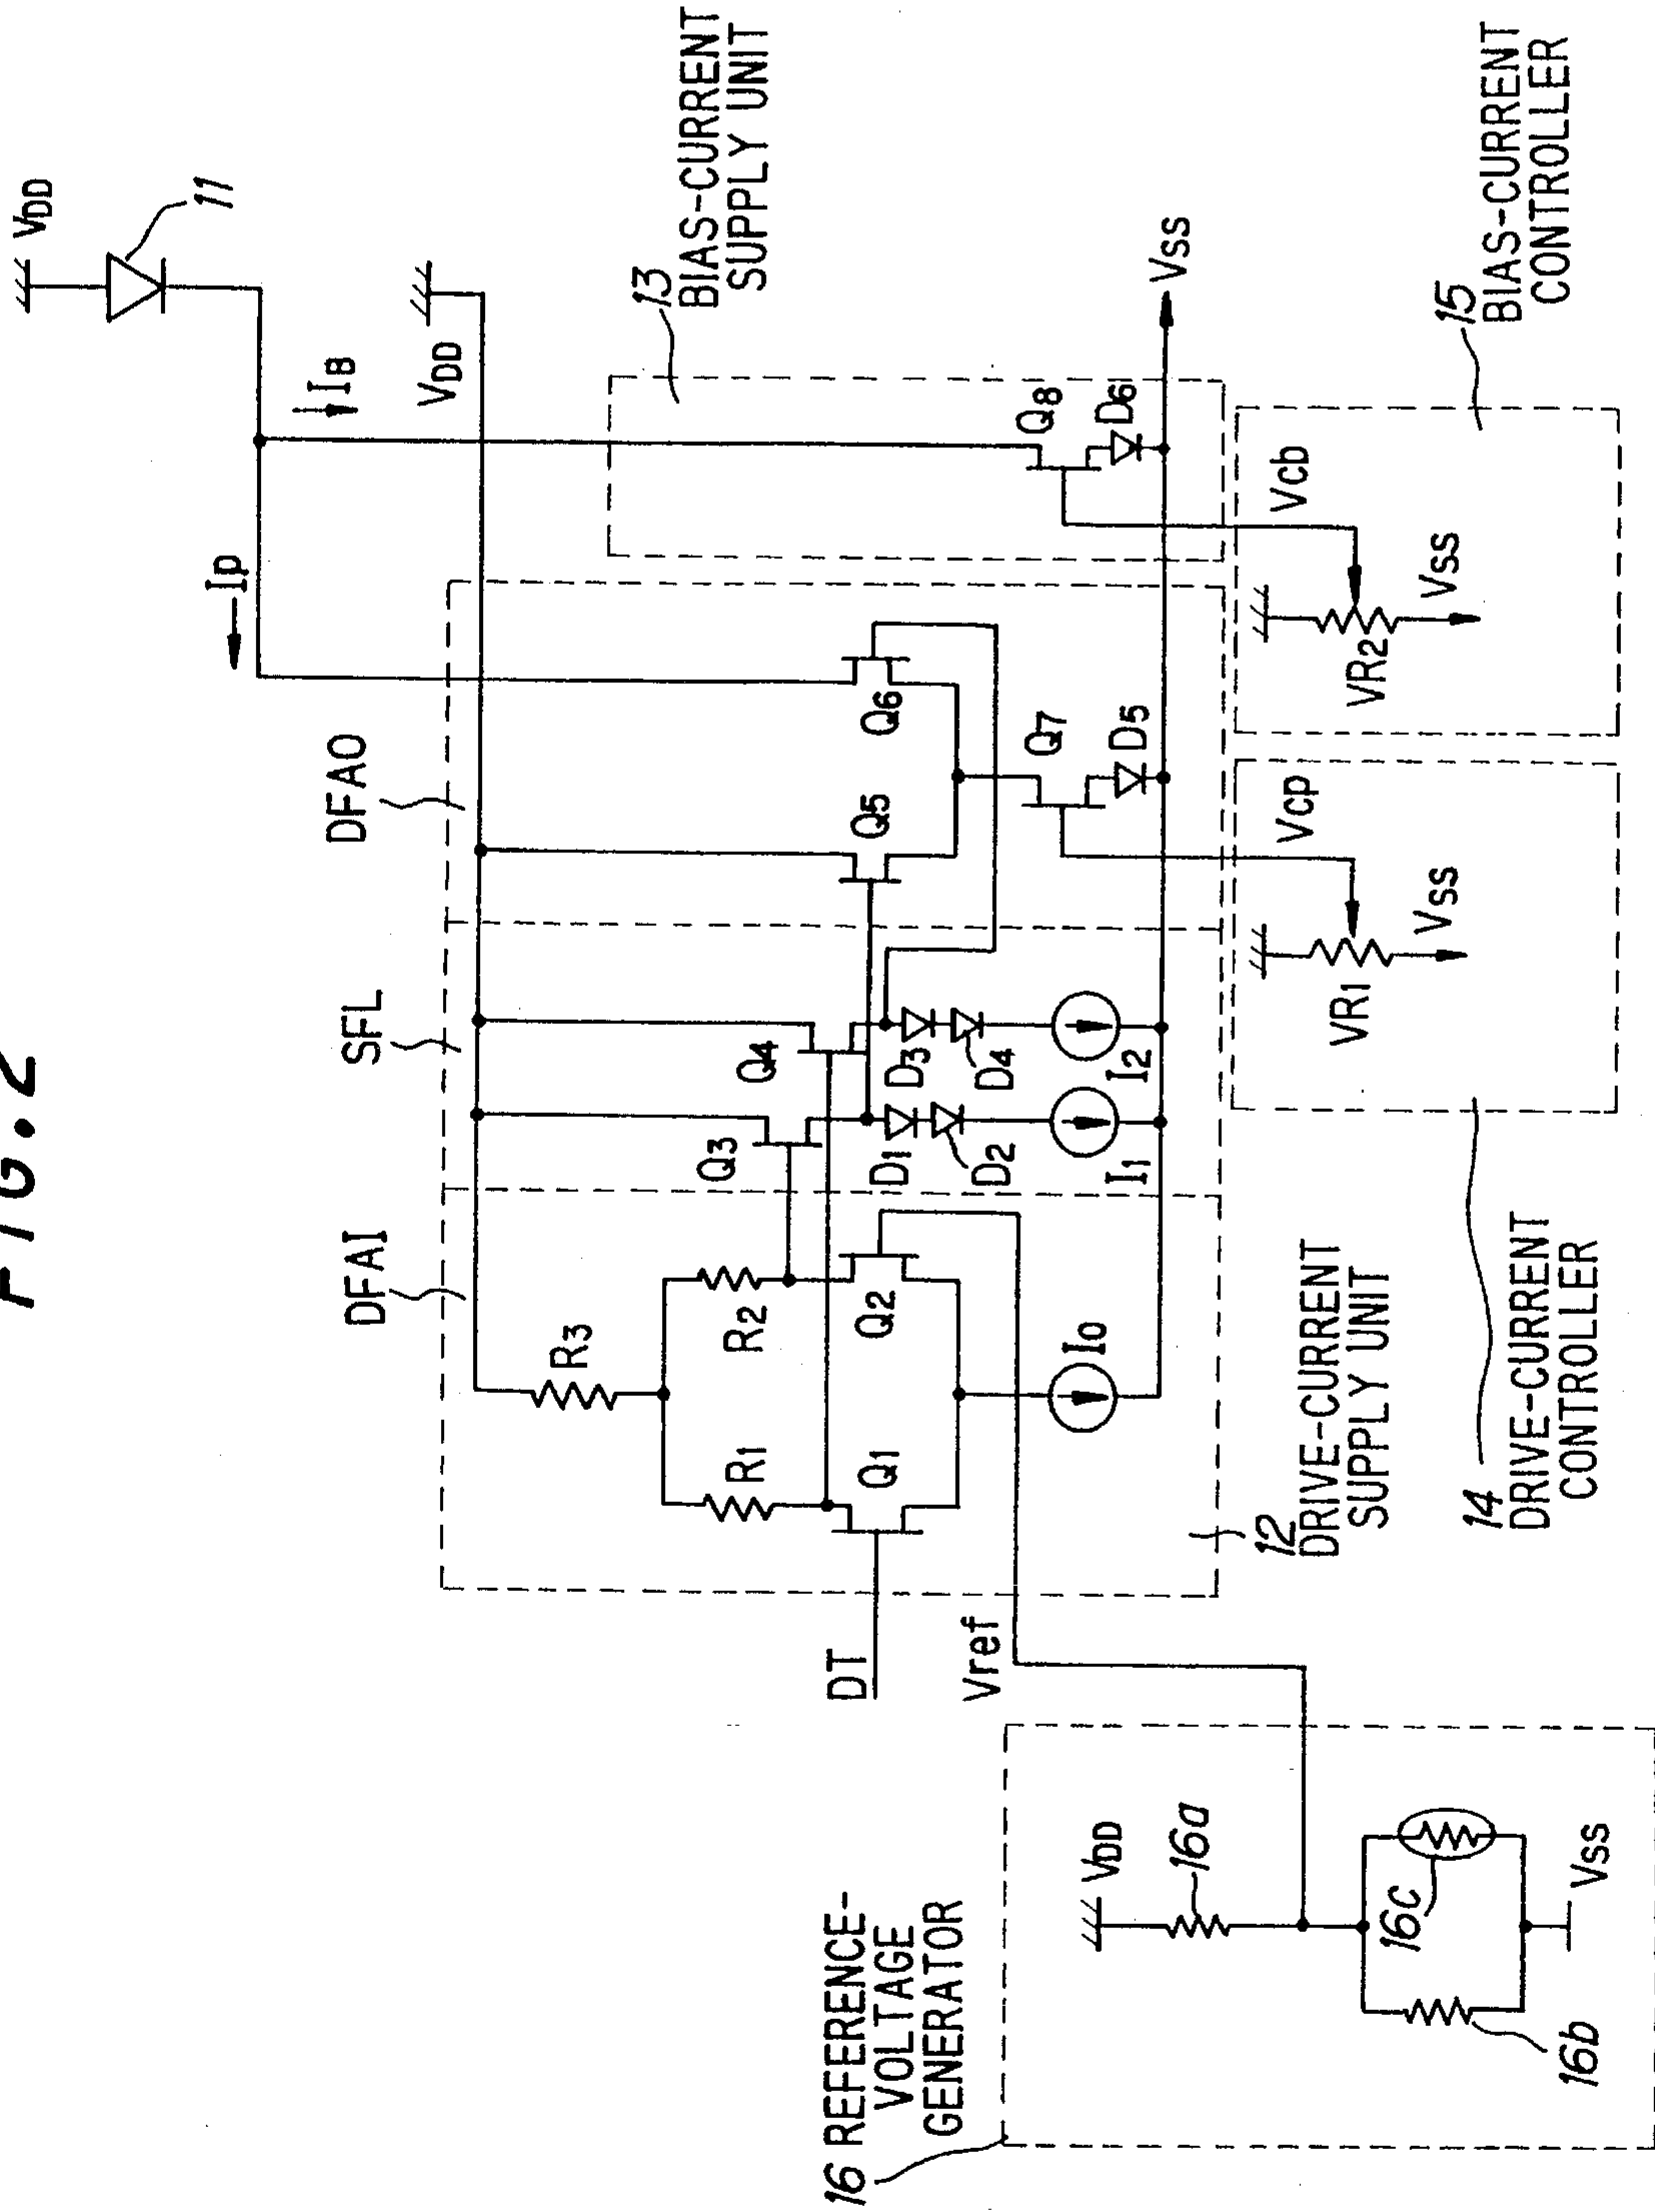 FIG. 2
VDD
11
IB
Ip
VDD
13
BIAS-CURRENT
SUPPLY UNIT
DFAI
SFL
DFAO
R3
R1
R2
Q1
Q2
Q3
Q4
Q5
Q6
Q7
Q8
D1
D2
D3
D4
D5
D6
I0
I1
I2
VSS
DT
Vref
12
DRIVE-CURRENT
SUPPLY UNIT
14
DRIVE-CURRENT
CONTROLLER
VR1
Vcp
VSS
15
BIAS-CURRENT
CONTROLLER
VR2
Vcb
VSS
16 REFERENCE-
VOLTAGE
GENERATOR
VDD
16a
16b
16c
VSS